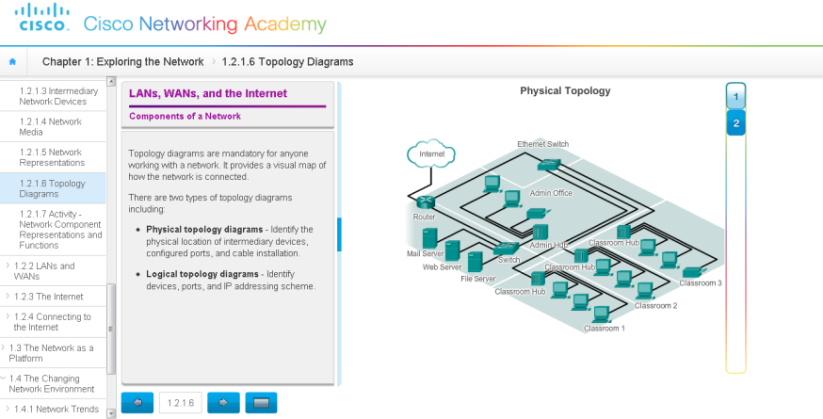 CISCO. Cisco Networking Academy
Chapter 1: Exploring the Network > 1.2.1.6 Topology Diagrams
1.2.1.3 Intermediary
Network Devices
1.2.1.4 Network
Media
1.2.1.5 Network
Representations
1.2.1.6 Topology
Diagrams
1.2.1.7 Activity -
Network Component
Representations and
Functions
1.2.2 LANs and
WANs
1.2.3 The Internet
1.2.4 Connecting to
the Internet
1.3 The Network as a
Platform
1.4 The Changing
Network Environment
1.4.1 Network Trends
LANs, WANs, and the Internet
Components of a Network
Topology diagrams are mandatory for anyone
working with a network. It provides a visual map of
how the network is connected.
There are two types of topology diagrams
including:
• Physical topology diagrams - Identify the
physical location of intermediary devices,
configured ports, and cable installation.
• Logical topology diagrams - Identify
devices, ports, and IP addressing scheme.
1.2.1.6
Physical Topology
Ethernet Switch
Internet
Admin Office
Router
Admin Hub
Classroom Hub
Mail Server
Switch
Web Server
Classroom Hub
File Server
Classroom 3
Classroom Hub
Classroom 2
Classroom 1
1
2